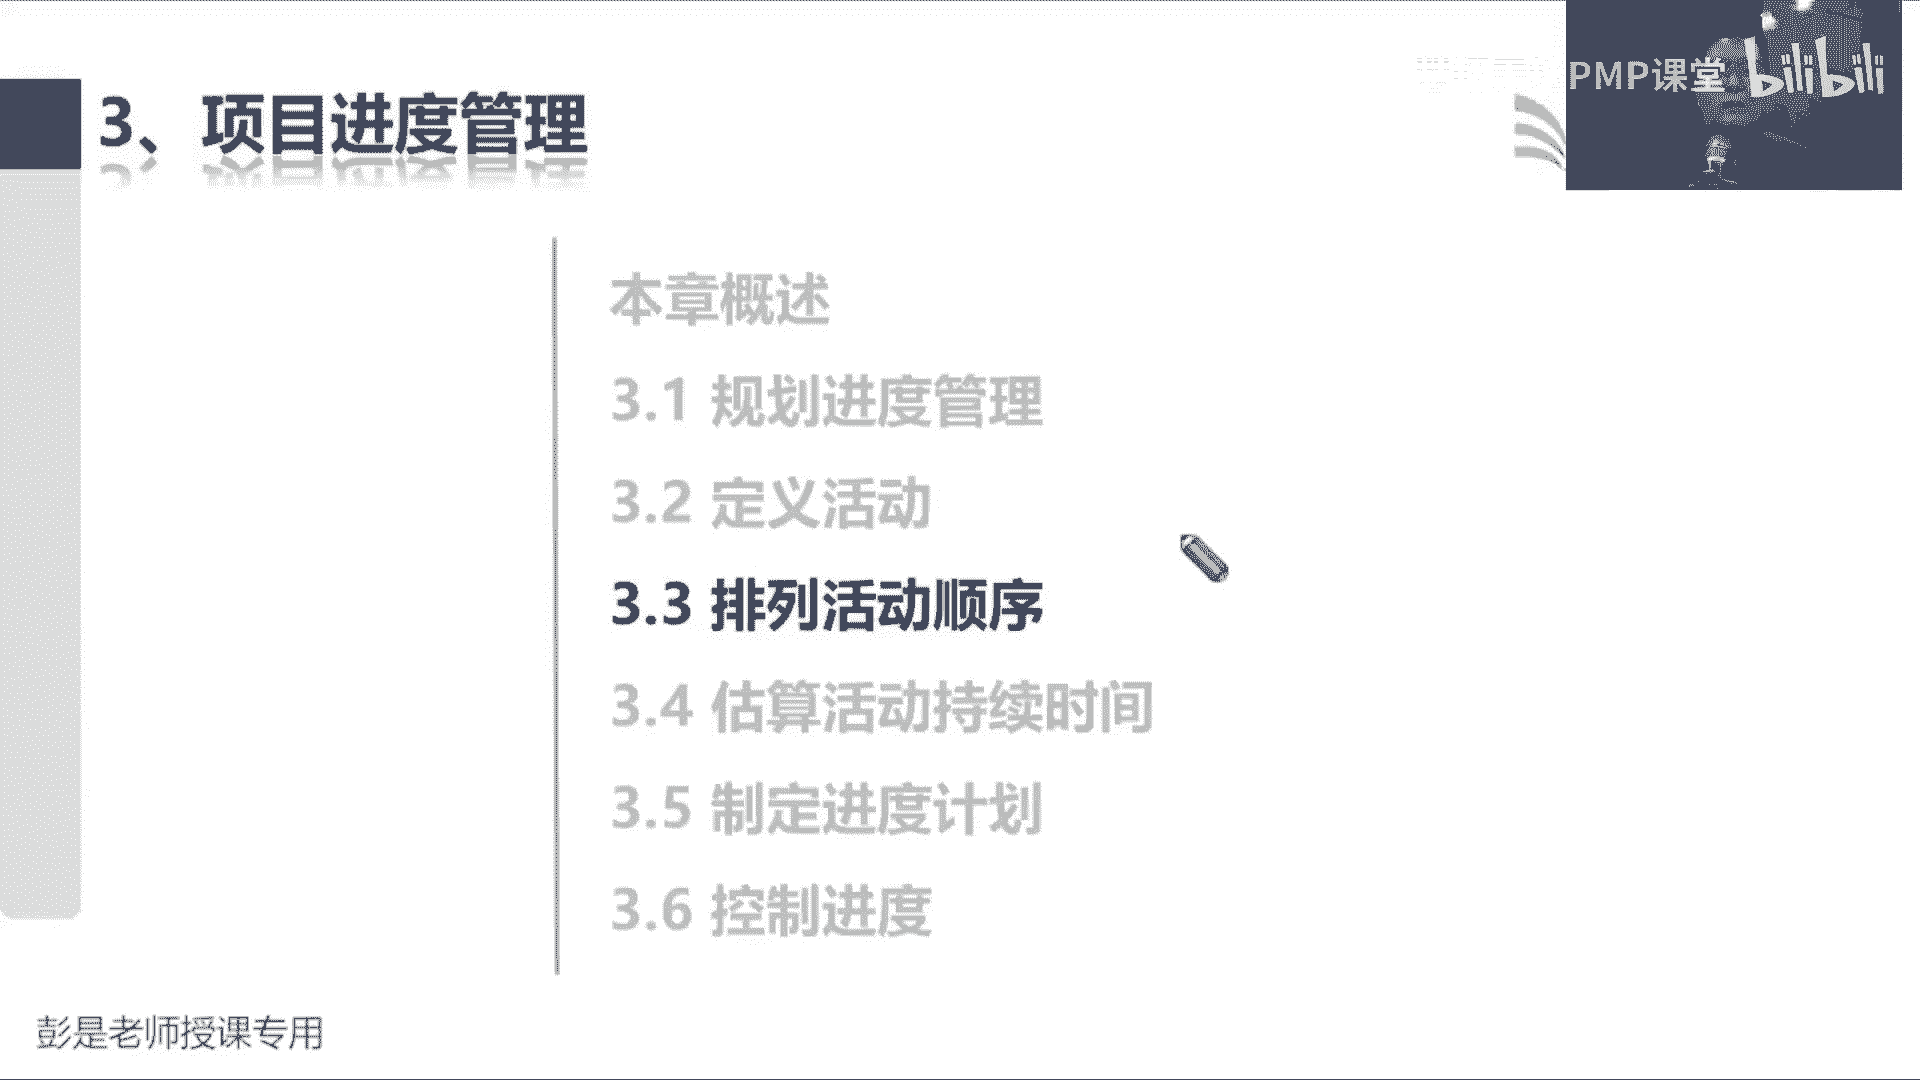 PMP课堂 bilibili
3、项目进度管理
本章概述
3.1 规划进度管理
3.2 定义活动
3.3 排列活动顺序
3.4 估算活动持续时间
3.5 制定进度计划
3.6 控制进度
彭是老师授课专用